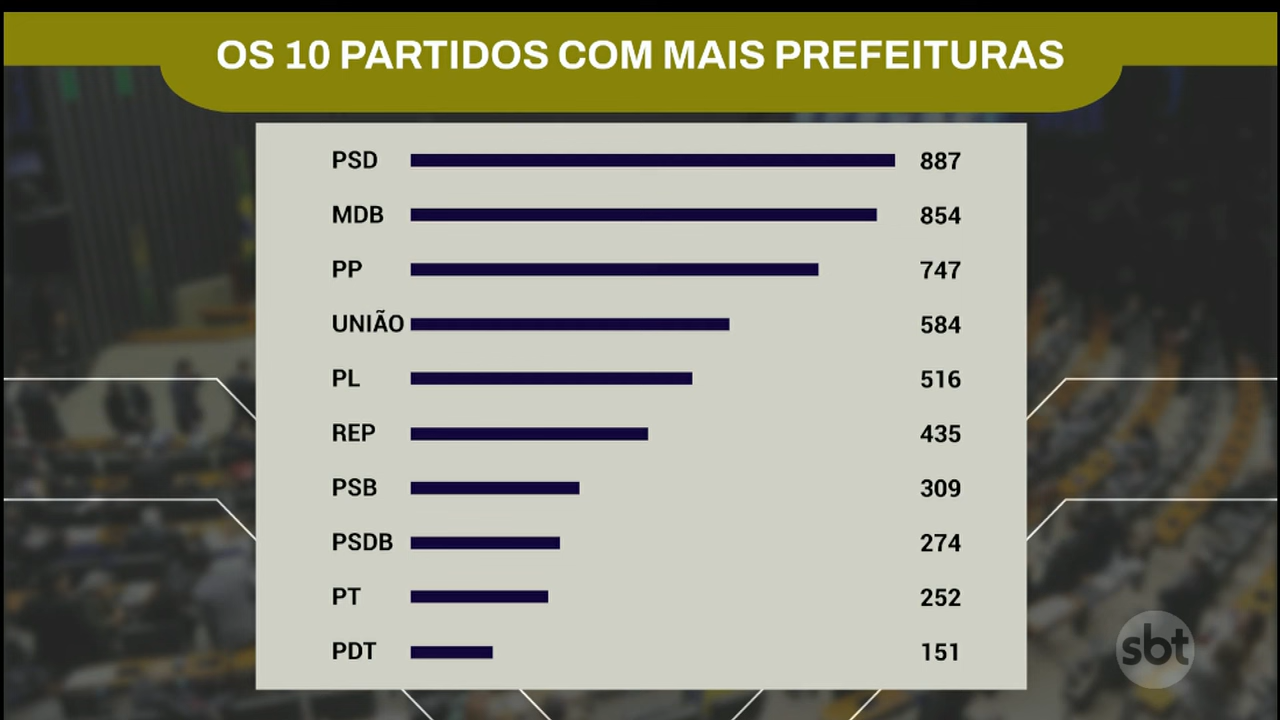 OS 10 PARTIDOS COM MAIS PREFEITURAS
PSD 887
MDB 854
PP 747
UNIÃO 584
PL 516
REP 435
PSB 309
PSDB 274
PT 252
PDT 151
sbt